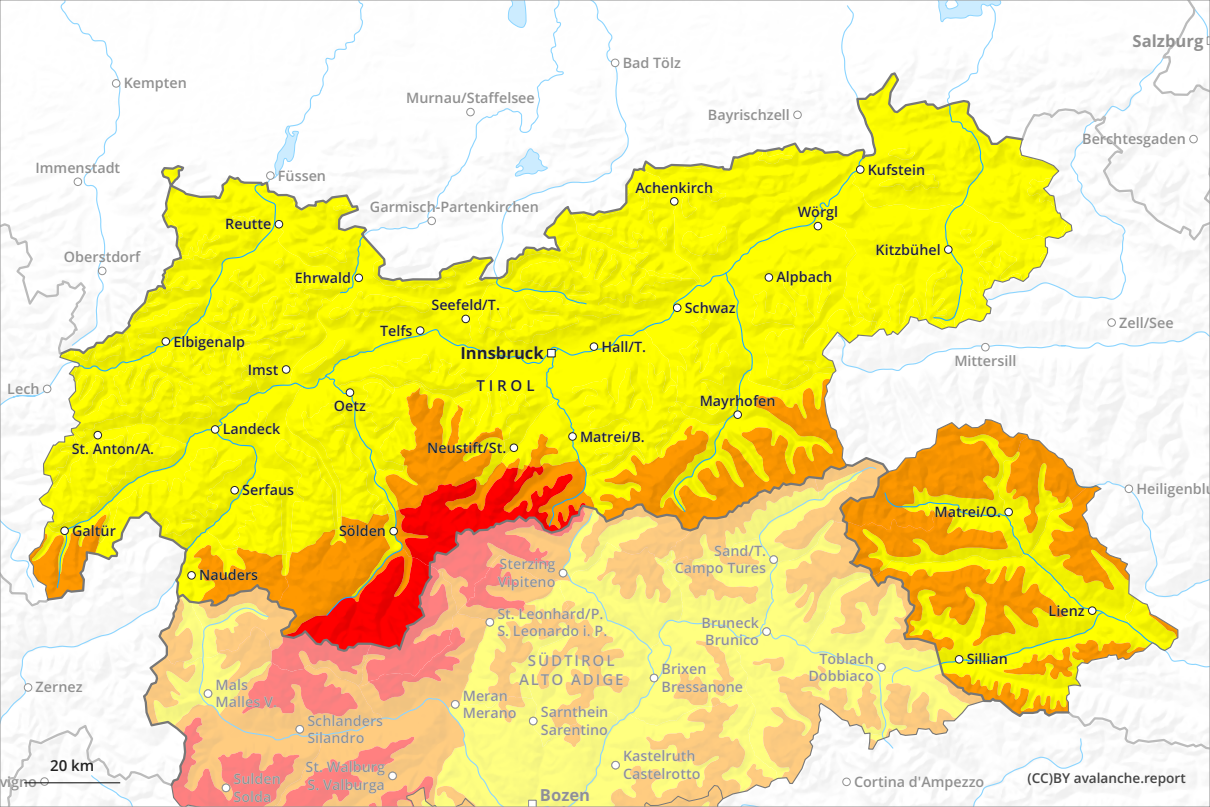 Salzburg
Bad Tölz
Kempten
Murnau/Staffelsee
Bayrischzell
Berchtesgaden
Immenstadt
Füssen
Kufstein
Achenkirch
Garmisch-Partenkirchen
Wörgl
Reutte
Kitzbühel
Oberstdorf
Ehrwald
Alpbach
Seefeld/T.
Schwaz
Telfs
Zell/See
Elbigenalp
Innsbruck
Hall/T.
Mittersill
Imst
TIROL
Lech
Oetz
Mayrhofen
Landeck
Matrei/B.
St. Anton/A.
Neustift/St.
Serfaus
Heiligenblu
Matrei/O.
Galtür
Sölden
Sand/T.
Campo Tures
Sterzing
Vipiteno
Nauders
Lienz
St. Leonhard/P.
S. Leonardo i. P.
Bruneck
Brunico
Sillian
SÜDTIROL
ALTO ADIGE
Toblach
Dobbiaco
Brixen
Bressanone
Zernez
Mals
Malles V
Meran
Merano
Sarnthein
Sarentino
Schlanders
Silandro
Kastelruth
Castelrotto
20 km
St. Walburg
S. Valburga
Sulden
Solda
vigno
Cortina d'Ampezzo
(CC)BY avalanche.report
Bozen